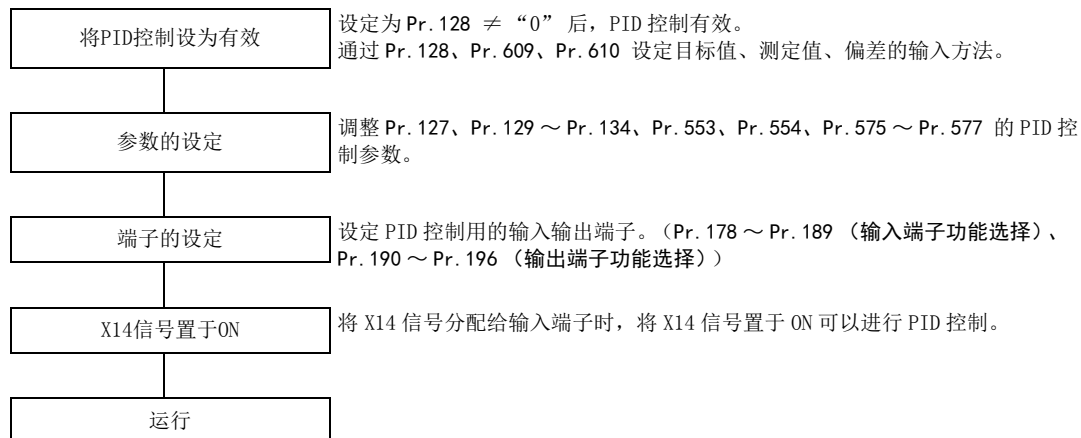 将PID控制设为有效
设定为 Pr.128 ≠ “0” 后，PID 控制有效。
通过 Pr.128、Pr.609、Pr.610 设定目标值、测定值、偏差的输入方法。
参数的设定
调整 Pr.127、Pr.129 ～ Pr.134、Pr.553、Pr.554、Pr.575 ～ Pr.577 的 PID 控
制参数。
端子的设定
设定 PID 控制用的输入输出端子。（Pr.178 ～ Pr.189 （输入端子功能选择）、
Pr.190 ～ Pr.196 （输出端子功能选择））
X14信号置于ON
将 X14 信号分配给输入端子时，将 X14 信号置于 ON 可以进行 PID 控制。
运行